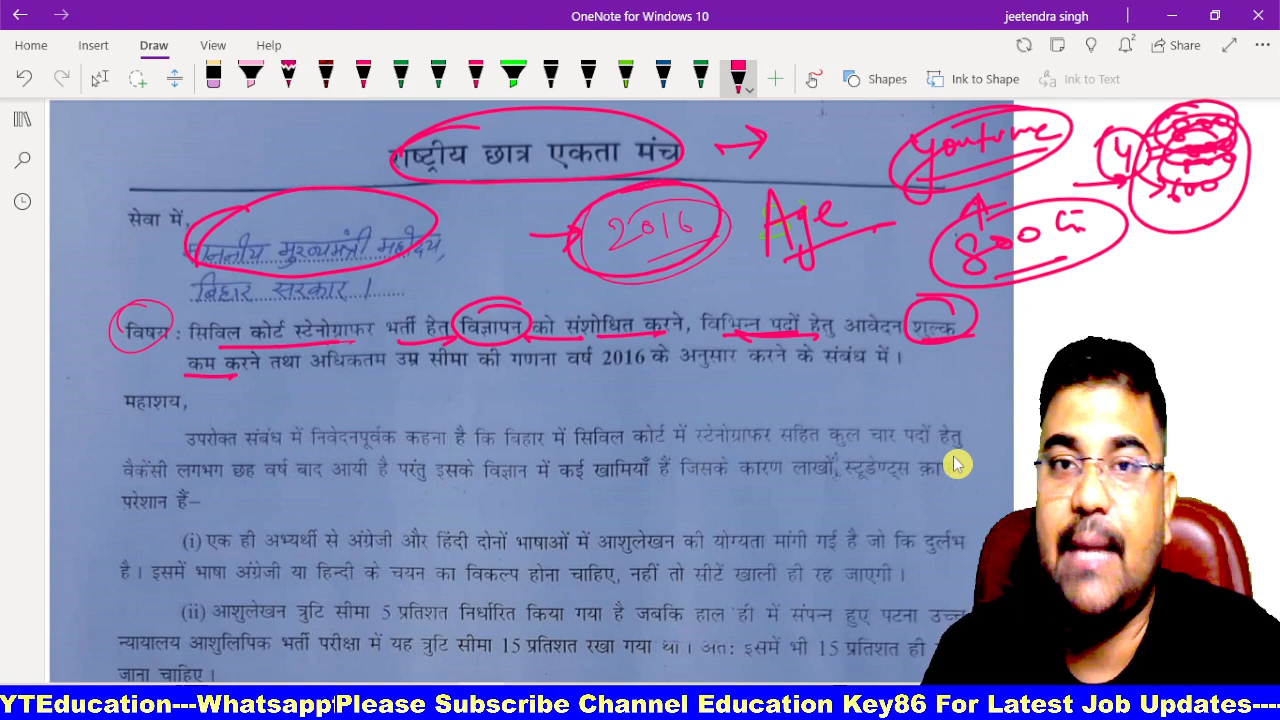 OneNote for Windows 10
jeetendra singh
Home Insert Draw View Help
Share
Shapes Ink to Shape Ink to Text
राष्ट्रीय छात्र एकता मंच
सेवा में,
माननीय मुख्यमंत्री महोदय,
बिहार सरकार।
2016 Age
800
4
विषय : सिविल कोर्ट स्टेनोग्राफर भर्ती हेतु विज्ञापन को संशोधित करने, विभिन्न पदों हेतु आवेदन शुल्क
कम करने तथा अधिकतम उम्र सीमा की गणना वर्ष 2016 के अनुसार करने के संबंध में।
महाशय,
उपरोक्त संबंध में निवेदनपूर्वक कहना है कि बिहार में सिविल कोर्ट में स्टेनोग्राफर सहित कुल चार पदों हेतु
वैकेंसी लगभग छह वर्ष बाद आयी है परंतु इसके विज्ञान में कई खामियाँ हैं जिसके कारण लाखों स्टूडेण्ट्स
परेशान हैं–
(i) एक ही अभ्यर्थी से अंग्रेजी और हिंदी दोनों भाषाओं में आशुलेखन की योग्यता मांगी गई है जो कि दुर्लभ
है। इसमें भाषा अंग्रेजी या हिन्दी के चयन का विकल्प होना चाहिए, नहीं तो सीटें खाली ही रह जाएगी।
(ii) आशुलेखन त्रुटि सीमा 5 प्रतिशत निर्धारित किया गया है जबकि हाल ही में संपन्न हुए पटना उच्च
न्यायालय आशुलिपिक भर्ती परीक्षा में यह त्रुटि सीमा 15 प्रतिशत रखा गया था। अत: इसमें भी 15 प्रतिशत ही
जाना चाहिए।
YTEducation---Whatsapp Please Subscribe Channel Education Key86 For Latest Job Updates----